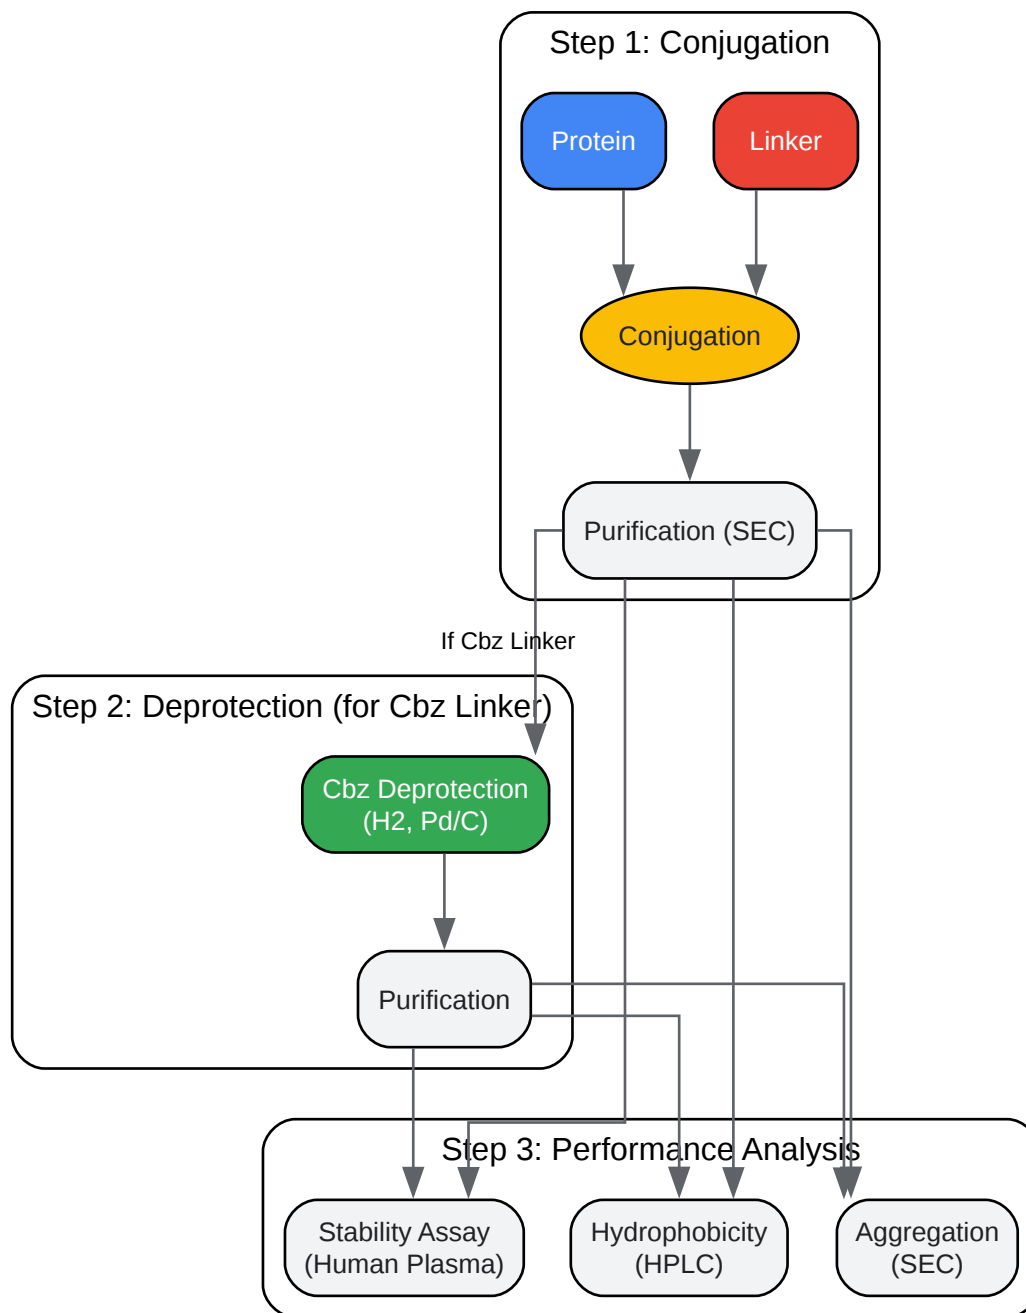 Step 1: Conjugation
Protein
Linker
Conjugation
Purification (SEC)
If Cbz Linker
Step 2: Deprotection (for Cbz Linker)
Cbz Deprotection
(H2, Pd/C)
Purification
Step 3: Performance Analysis
Stability Assay
(Human Plasma)
Hydrophobicity
(HPLC)
Aggregation
(SEC)